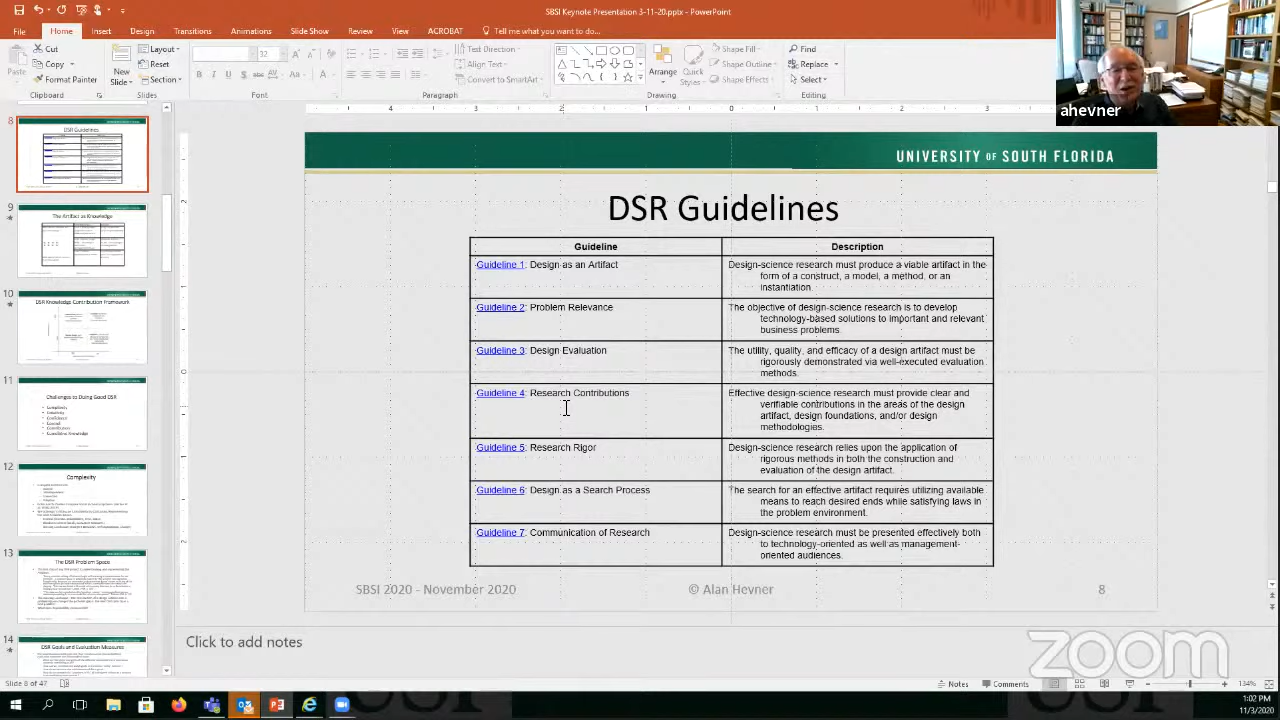 SBSI Keynote Presentation 3-11-20.pptx - PowerPoint
File Home Insert Design Transitions Animations Slide Show Review View ACROBAT Tell me what you want to do...
Cut
Copy
Format Painter
Clipboard
New
Slide
Layout
Reset
Section
Slides
32
Font
Text Direction
Align Text
Convert to SmartArt
Paragraph
Arrange
Quick
Styles
Shape Fill
Shape Outline
Shape Effects
Drawing
Find
Replace
Select
Editing
ahevner
8
DSR Guidelines
9
The Artifact as Knowledge
10
DSR Knowledge Contribution Framework
11
Challenges to Doing Good DSR
12
Complexity
13
The DSR Problem Space
14
DSR Goals and Evaluation Measures
UNIVERSITY OF SOUTH FLORIDA
DSR Guidelines
Guideline Description
Guideline 1: Design as an Artifact
Design-science research must produce a viable artifact in the
form of a construct, a model, a method, or an
instantiation.
Guideline 2: Problem Relevance
The objective of design-science research is to develop
technology-based solutions to important and relevant
business problems.
Guideline 3: Design Evaluation
The utility, quality, and efficacy of a design artifact must be
rigorously demonstrated via well-executed evaluation
methods.
Guideline 4: Research Contributions
Effective design-science research must provide clear and
verifiable contributions in the areas of the design
artifact, design foundations, and/or design
methodologies.
Guideline 5: Research Rigor
Design-science research relies upon the application of
rigorous methods in both the construction and
evaluation of the design artifact.
Guideline 6: Design as a Search Process
The search for an effective artifact requires utilizing available
means to reach desired ends while satisfying laws in
the problem environment.
Guideline 7: Communication of Research
Design-science research must be presented effectively both
to technology-oriented as well as management-
oriented audiences.
SBSI 2020 - November © Alan Hevner 8
Click to add notes
zoom
Slide 8 of 47
Notes Comments 134%
1:02 PM
11/3/2020